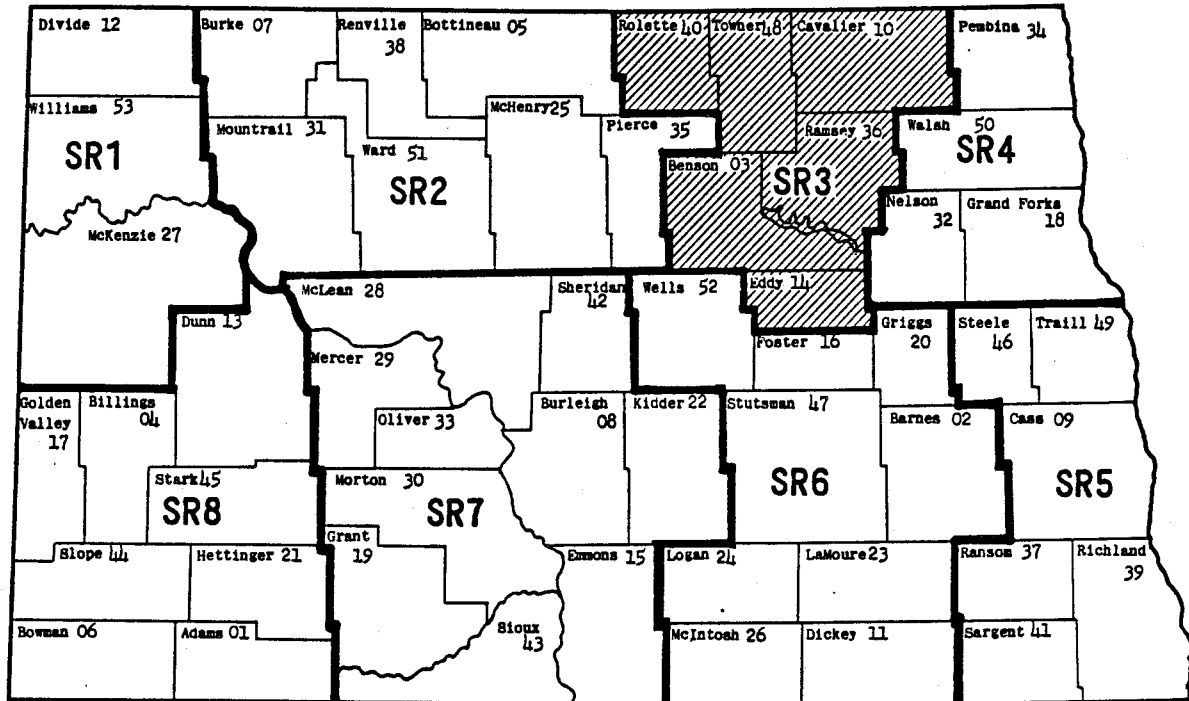 Divide 12
Burke 07
Renville
38
Bottineau 05
Rolette 40
Towner 48
Cavalier 10
Pembina 34
Williams 53
Mountrail 31
McHenry 25
Pierce
35
Ramsey 36
Walsh 50
SR1
Ward 51
SR2
Benson 03
SR3
SR4
McKenzie 27
Nelson
32
Grand Forks
18
McLean 28
Sheridan
42
Wells 52
Eddy 14
Dunn 13
Mercer 29
Foster 16
Griggs
20
Steele
46
Traill 49
Golden
Valley
17
Billings
04
Oliver 33
Burleigh
08
Kidder 22
Stutsman 47
Barnes 02
Cass 09
Stark 45
SR8
Morton 30
SR7
SR6
SR5
Slope 44
Hettinger 21
Grant
19
Emmons 15
Logan 24
LaMoure 23
Ransom 37
Richland
39
Bowman 06
Adams 01
Sioux
43
McIntosh 26
Dickey 11
Sargent 41